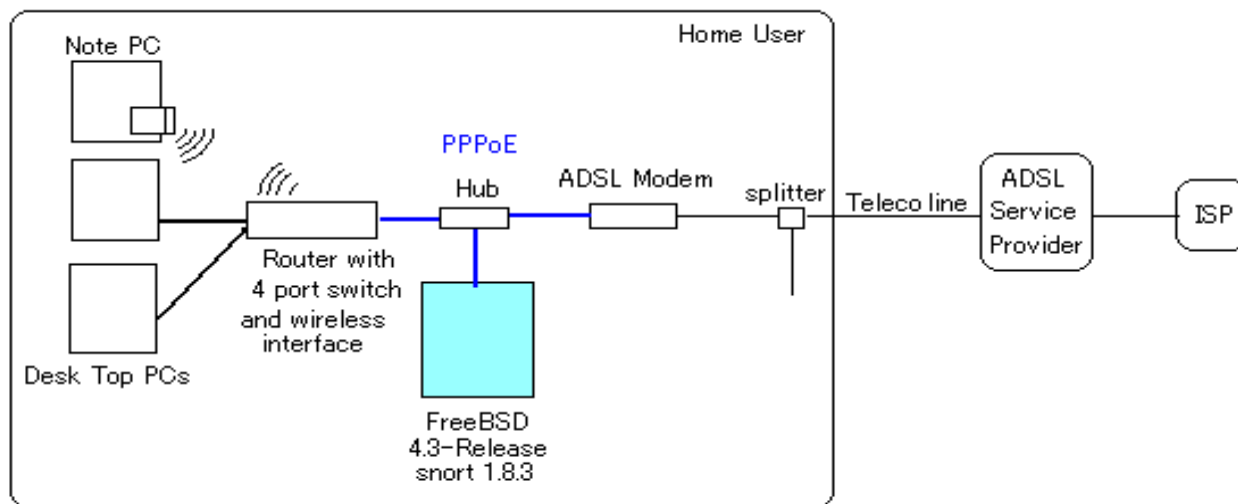 Home User
Note PC
PPPoE
Hub
ADSL Modem
splitter
Teleco line
ADSL
Service
Provider
ISP
Router with
4 port switch
and wireless
interface
Desk Top PCs
FreeBSD
4.3-Release
snort 1.8.3